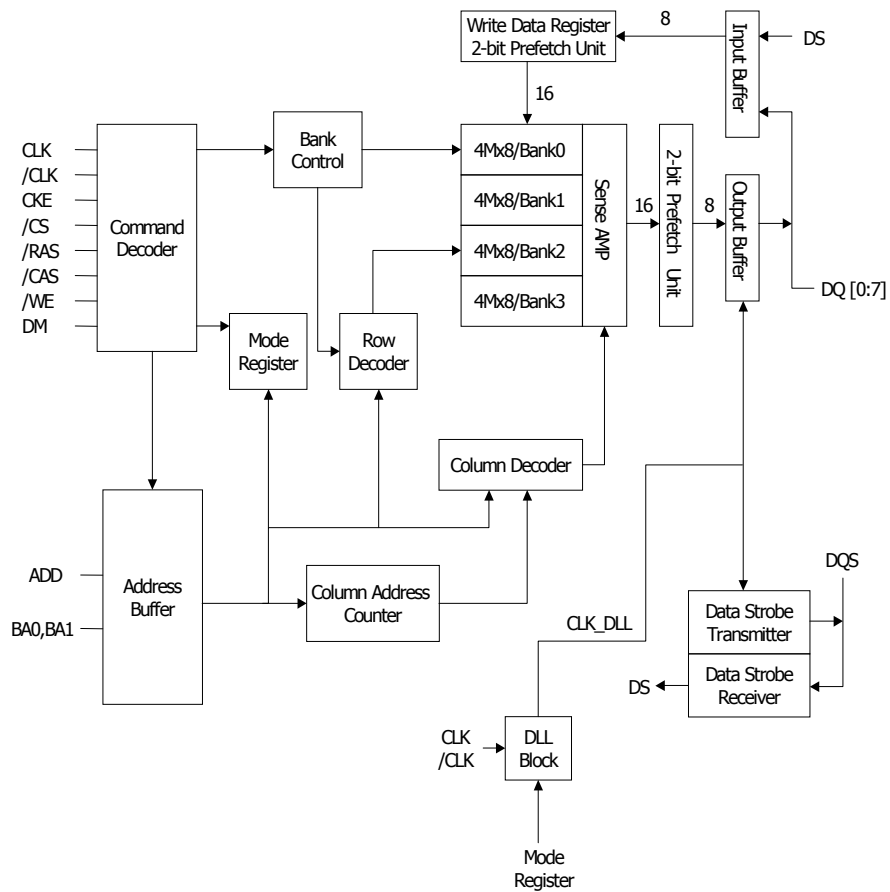 Write Data Register
2-bit Prefetch Unit
8
Input Buffer
DS
16
Bank
Control
4Mx8/Bank0
4Mx8/Bank1
4Mx8/Bank2
4Mx8/Bank3
Sense AMP
16
2-bit Prefetch Unit
8
Output Buffer
DQ [0:7]
CLK
/CLK
CKE
/CS
/RAS
/CAS
/WE
DM
Command
Decoder
Mode
Register
Row
Decoder
Column Decoder
ADD
BA0,BA1
Address
Buffer
Column Address
Counter
CLK_DLL
DQS
Data Strobe
Transmitter
Data Strobe
Receiver
DS
CLK
/CLK
DLL
Block
Mode
Register